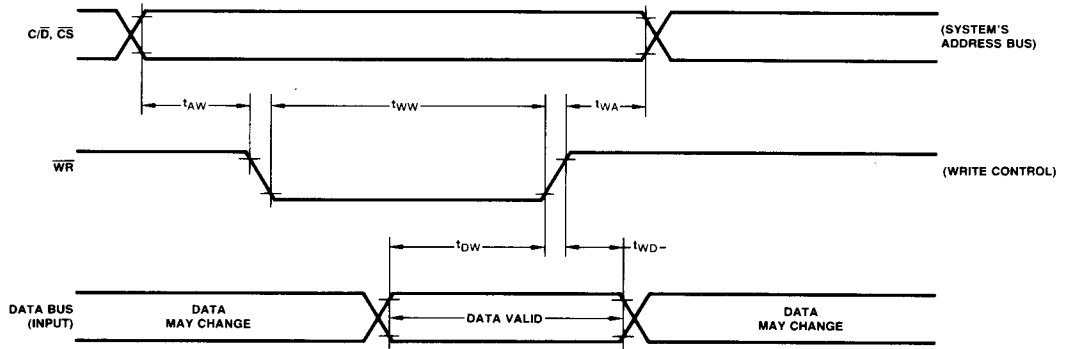 C/D̅, C̅S̅
(SYSTEM'S
ADDRESS BUS)
tAW
tWW
tWA
W̅R̅
(WRITE CONTROL)
tDW
tWD
DATA BUS
(INPUT)
DATA
MAY CHANGE
DATA VALID
DATA
MAY CHANGE